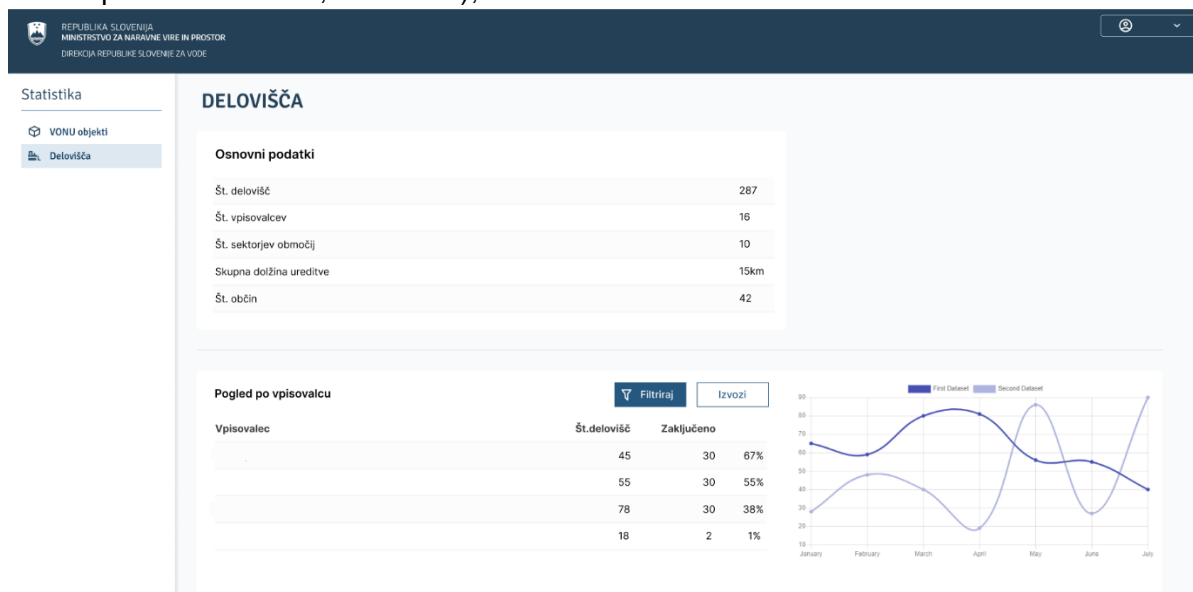 REPUBLIKA SLOVENIJA
MINISTRSTVO ZA NARAVNE VIRE IN PROSTOR
DIREKCIJA REPUBLIKE SLOVENIJE ZA VODE
Statistika
VONU objekti
Delovišča
DELOVIŠČA
Osnovni podatki
Št. delovišč 287
Št. vpisovalcev 16
Št. sektorjev območij 10
Skupna dolžina ureditve 15km
Št. občin 42
Pogled po vpisovalcu Filtriraj Izvozi
Vpisovalec Št.delovišč Zaključeno
45 30 67%
55 30 55%
78 30 38%
18 2 1%
First Dataset Second Dataset
90
80
70
60
50
40
30
20
10
January February March April May June July